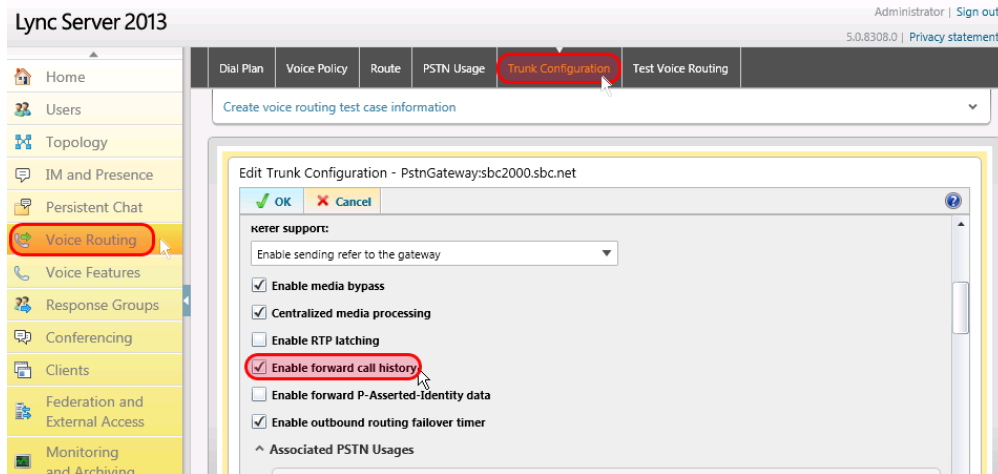 Lync Server 2013
Administrator | Sign out
5.0.8308.0 | Privacy statement
Home
Users
Topology
IM and Presence
Persistent Chat
Voice Routing
Voice Features
Response Groups
Conferencing
Clients
Federation and
External Access
Monitoring
and Archiving
Dial Plan
Voice Policy
Route
PSTN Usage
Trunk Configuration
Test Voice Routing
Create voice routing test case information
Edit Trunk Configuration - PstnGateway:sbc2000.sbc.net
OK
Cancel
Refer support:
Enable sending refer to the gateway
Enable media bypass
Centralized media processing
Enable RTP latching
Enable forward call history
Enable forward P-Asserted-Identity data
Enable outbound routing failover timer
Associated PSTN Usages